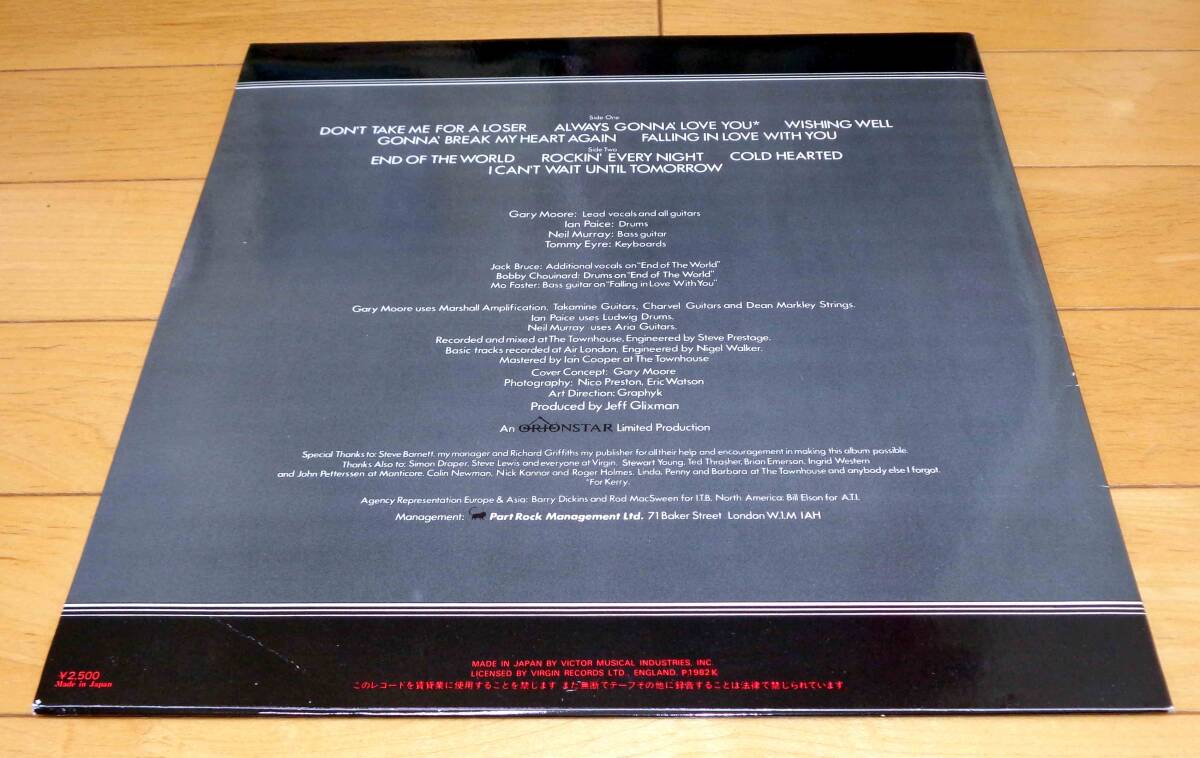 Side One
DON'T TAKE ME FOR A LOSER ALWAYS GONNA' LOVE YOU* WISHING WELL
GONNA' BREAK MY HEART AGAIN FALLING IN LOVE WITH YOU
Side Two
END OF THE WORLD ROCKIN' EVERY NIGHT COLD HEARTED
I CAN'T WAIT UNTIL TOMORROW
Gary Moore: Lead vocals and all guitars
Ian Paice: Drums
Neil Murray: Bass guitar
Tommy Eyre: Keyboards
Jack Bruce: Additional vocals on "End of The World"
Bobby Chouinard: Drums on "End of The World"
Mo Foster: Bass guitar on "Falling in Love With You"
Gary Moore uses Marshall Amplification, Takamine Guitars, Charvel Guitars and Dean Markley Strings.
Ian Paice uses Ludwig Drums.
Neil Murray uses Aria Guitars.
Recorded and mixed at The Townhouse, Engineered by Steve Prestage.
Basic tracks recorded at Air London, Engineered by Nigel Walker.
Mastered by Ian Cooper at The Townhouse
Cover Concept: Gary Moore
Photography: Nico Preston, Eric Watson
Art Direction: Graphyk
Produced by Jeff Glixman
An ORIONSTAR Limited Production
Special Thanks to: Steve Barnett, my manager and Richard Griffiths my publisher for all their help and encouragement in making this album possible.
Thanks Also to: Simon Draper, Steve Lewis and everyone at Virgin. Stewart Young, Ted Thrasher, Brian Emerson, Ingrid Western
and John Petterssen at Manticore, Colin Newman, Nick Kannar and Roger Holmes, Linda, Penny and Barbara at The Townhouse and anybody else I forgot.
*For Kerry.
Agency Representation Europe & Asia: Barry Dickins and Rod MacSween for I.T.B. North America: Bill Elson for A.T.I.
Management: Part Rock Management Ltd. 71 Baker Street London W.1.M 1AH
¥2,500
Made in Japan
MADE IN JAPAN BY VICTOR MUSICAL INDUSTRIES, INC.
LICENSED BY VIRGIN RECORDS LTD., ENGLAND. P.1982 K
このレコードを賃貸業に使用することを禁じます また無断でテープその他に録音することは法律で禁じられています